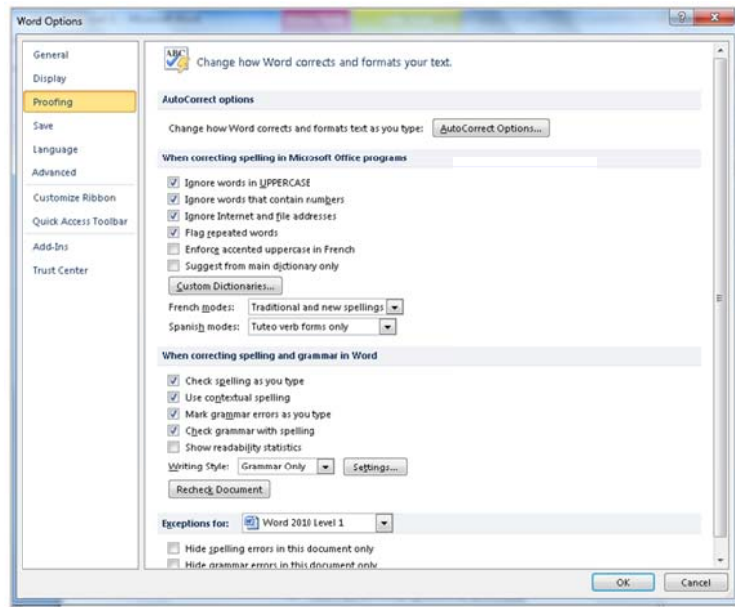 Word Options
General
Display
Proofing
Save
Language
Advanced
Customize Ribbon
Quick Access Toolbar
Add-Ins
Trust Center
ABC
Change how Word corrects and formats your text.
AutoCorrect options
Change how Word corrects and formats text as you type: AutoCorrect Options...
When correcting spelling in Microsoft Office programs
Ignore words in UPPERCASE
Ignore words that contain numbers
Ignore Internet and file addresses
Flag repeated words
Enforce accented uppercase in French
Suggest from main dictionary only
Custom Dictionaries...
French modes: Traditional and new spellings
Spanish modes: Tuteo verb forms only
When correcting spelling and grammar in Word
Check spelling as you type
Use contextual spelling
Mark grammar errors as you type
Check grammar with spelling
Show readability statistics
Writing Style: Grammar Only Settings...
Recheck Document
Exceptions for: Word 2010 Level 1
Hide spelling errors in this document only
Hide grammar errors in this document only
OK Cancel